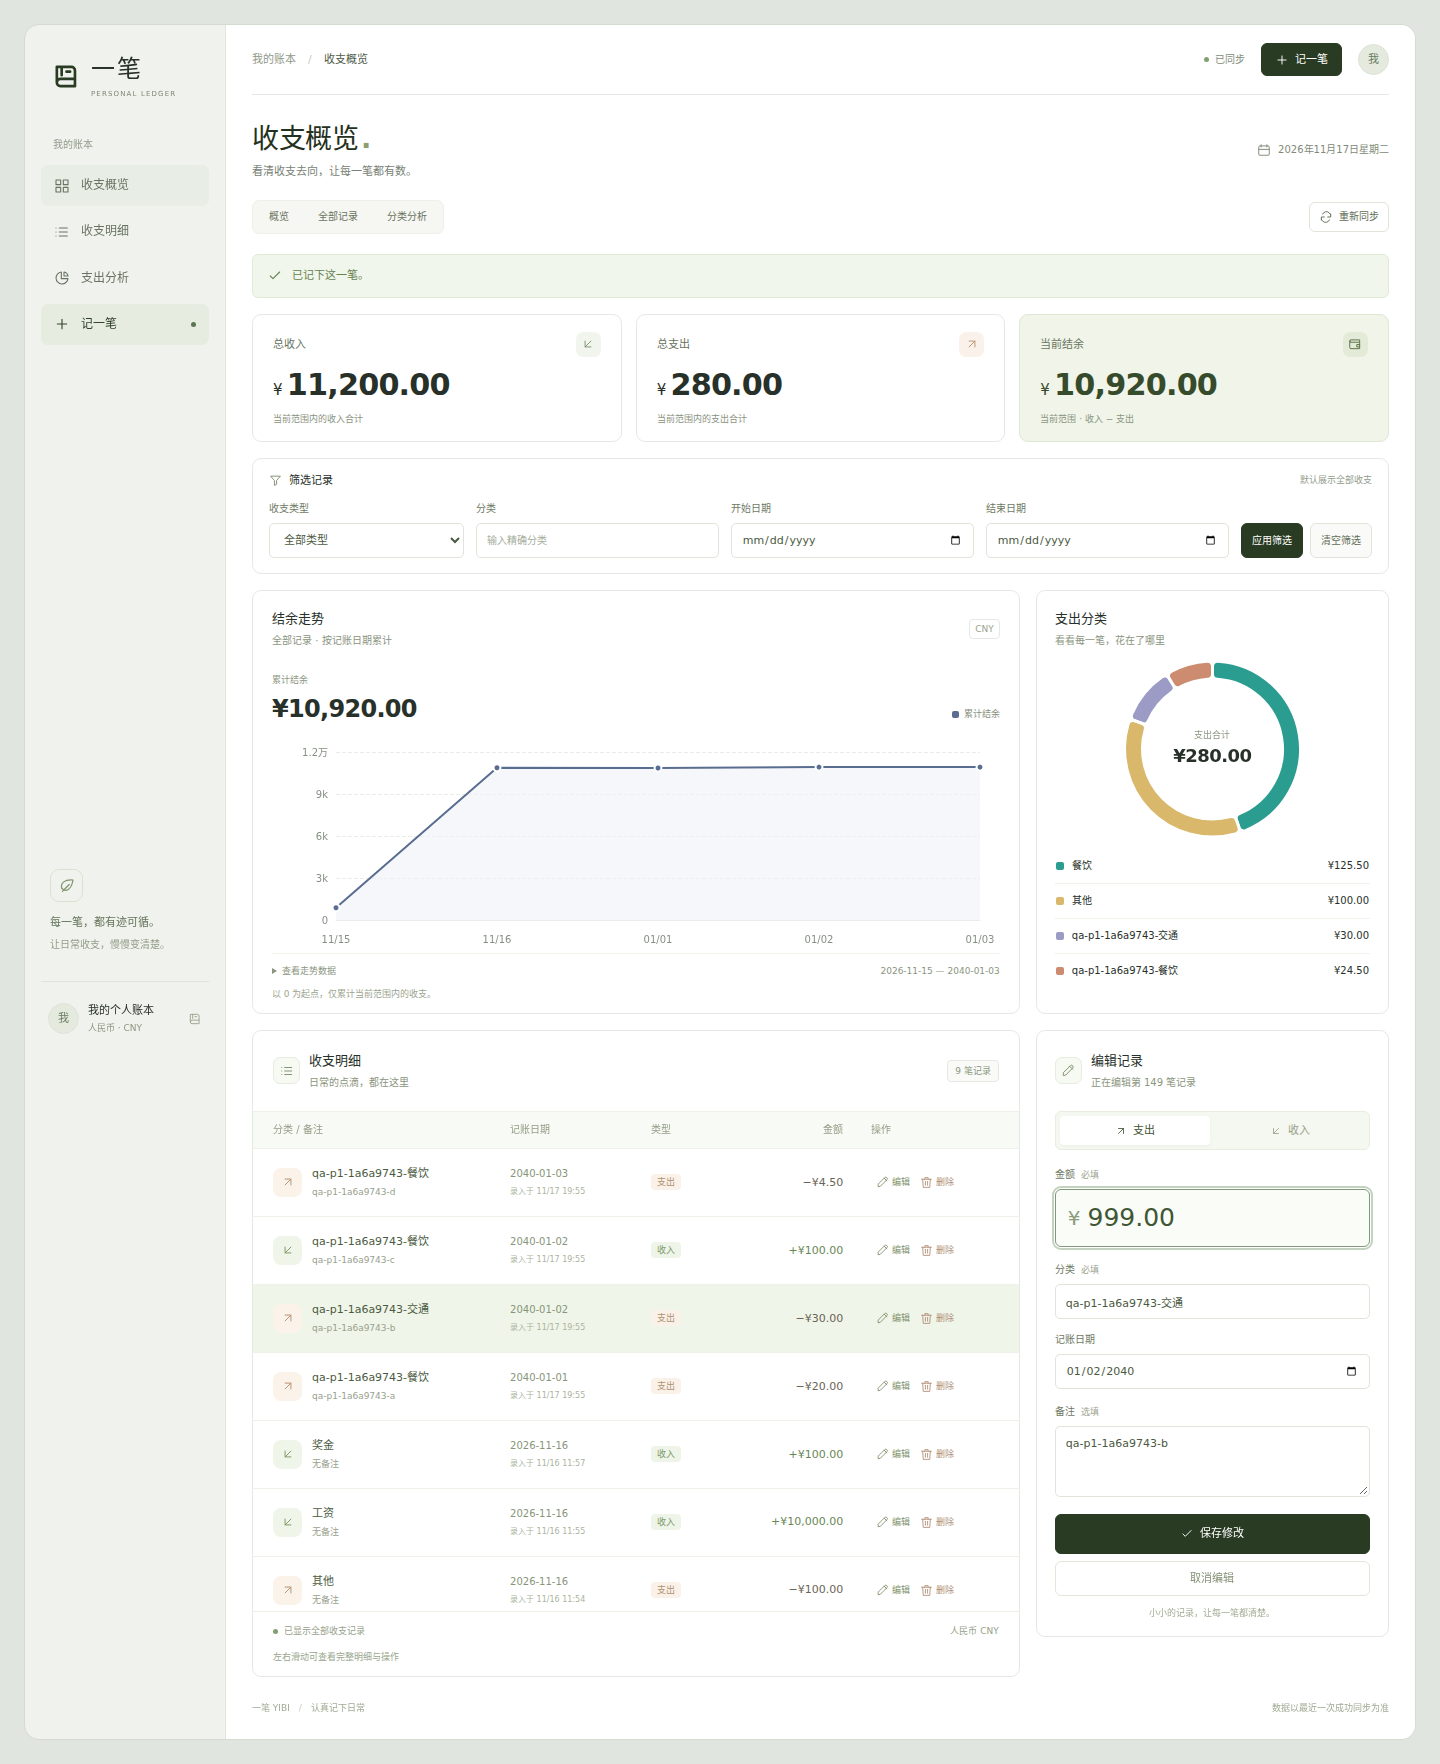 一笔
PERSONAL LEDGER
我的账本
收支概览
收支明细
支出分析
记一笔
每一笔，都有迹可循。
让日常收支，慢慢变清楚。
我
我的个人账本
人民币 · CNY
我的账本 / 收支概览
已同步
记一笔
我
收支概览.
看清收支去向，让每一笔都有数。
2026年11月17日星期二
概览 全部记录 分类分析
重新同步
已记下这一笔。
总收入
¥ 11,200.00
当前范围内的收入合计
总支出
¥ 280.00
当前范围内的支出合计
当前结余
¥ 10,920.00
当前范围 · 收入 − 支出
筛选记录
默认展示全部收支
收支类型 分类 开始日期 结束日期
全部类型 输入精确分类 mm/dd/yyyy mm/dd/yyyy 应用筛选 清空筛选
结余走势
全部记录 · 按记账日期累计
CNY
累计结余
¥10,920.00
累计结余
1.2万
9k
6k
3k
0
11/15 11/16 01/01 01/02 01/03
查看走势数据
2026-11-15 — 2040-01-03
以 0 为起点，仅累计当前范围内的收支。
支出分类
看看每一笔，花在了哪里
支出合计
¥280.00
餐饮 ¥125.50
其他 ¥100.00
qa-p1-1a6a9743-交通 ¥30.00
qa-p1-1a6a9743-餐饮 ¥24.50
收支明细
日常的点滴，都在这里
9 笔记录
分类 / 备注 记账日期 类型 金额 操作
qa-p1-1a6a9743-餐饮 2040-01-03 支出 −¥4.50 编辑 删除
qa-p1-1a6a9743-d 录入于 11/17 19:55
qa-p1-1a6a9743-餐饮 2040-01-02 收入 +¥100.00 编辑 删除
qa-p1-1a6a9743-c 录入于 11/17 19:55
qa-p1-1a6a9743-交通 2040-01-02 支出 −¥30.00 编辑 删除
qa-p1-1a6a9743-b 录入于 11/17 19:55
qa-p1-1a6a9743-餐饮 2040-01-01 支出 −¥20.00 编辑 删除
qa-p1-1a6a9743-a 录入于 11/17 19:55
奖金 2026-11-16 收入 +¥100.00 编辑 删除
无备注 录入于 11/16 11:57
工资 2026-11-16 收入 +¥10,000.00 编辑 删除
无备注 录入于 11/16 11:55
其他 2026-11-16 支出 −¥100.00 编辑 删除
无备注 录入于 11/16 11:54
已显示全部收支记录
人民币 CNY
左右滑动可查看完整明细与操作
编辑记录
正在编辑第 149 笔记录
支出 收入
金额 必填
¥ 999.00
分类 必填
qa-p1-1a6a9743-交通
记账日期
01/02/2040
备注 选填
qa-p1-1a6a9743-b
保存修改
取消编辑
小小的记录，让每一笔都清楚。
一笔 YIBI / 认真记下日常
数据以最近一次成功同步为准